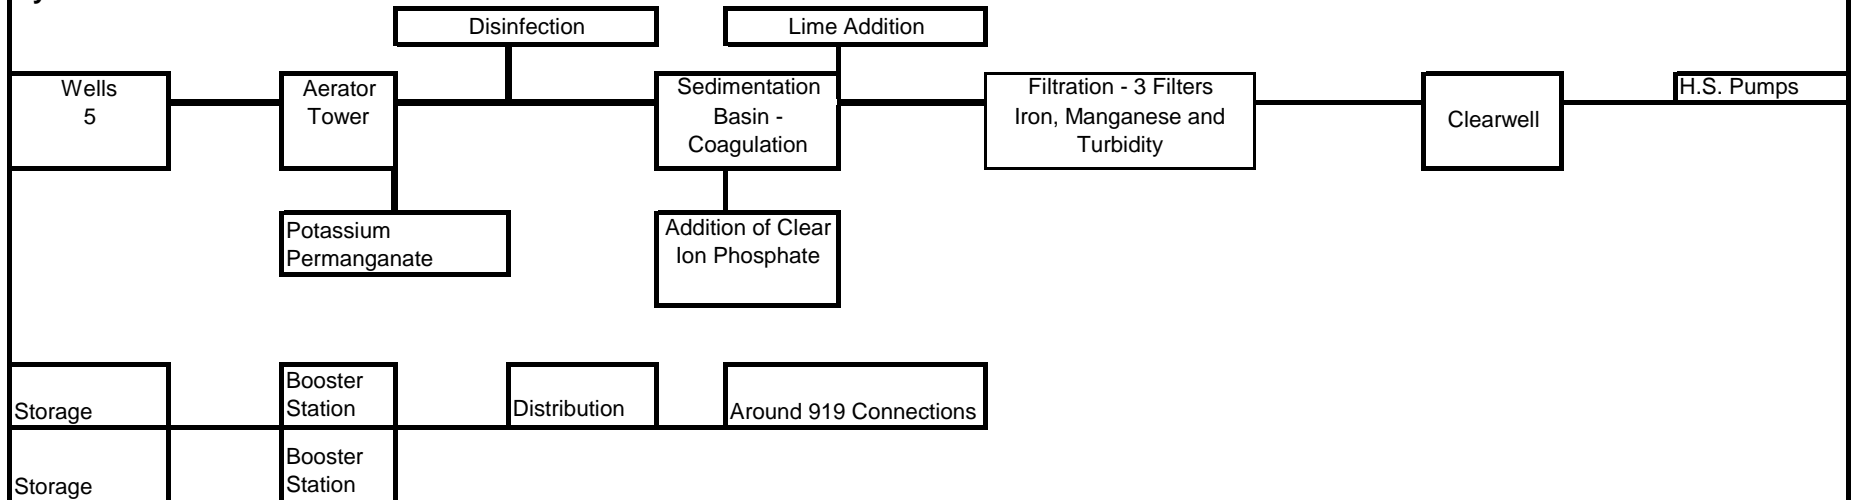 Disinfection
Lime Addition
Wells
5
Aerator
Tower
Sedimentation
Basin -
Coagulation
Filtration - 3 Filters
Iron, Manganese and
Turbidity
Clearwell
H.S. Pumps
Potassium
Permanganate
Addition of Clear
Ion Phosphate
Storage
Booster
Station
Distribution
Around 919 Connections
Storage
Booster
Station